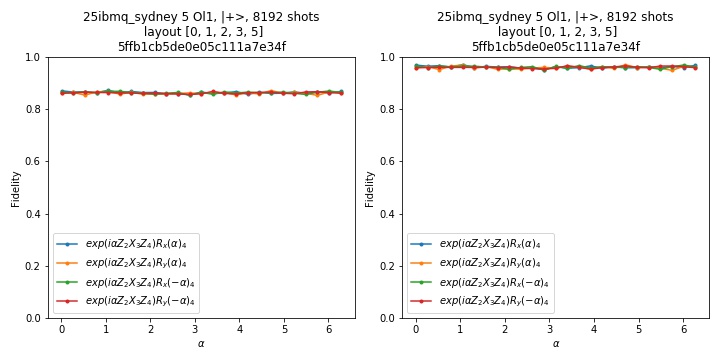 25ibmq_sydney 5 Ol1, |+>, 8192 shots
layout [0, 1, 2, 3, 5]
5ffb1cb5de0e05c111a7e34f
Fidelity
1.0
0.8
0.6
0.4
0.2
0.0
exp(iαZ₂X₃Z₄)Rₓ(α)₄
exp(iαZ₂X₃Z₄)Rᵧ(α)₄
exp(iαZ₂X₃Z₄)Rₓ(−α)₄
exp(iαZ₂X₃Z₄)Rᵧ(−α)₄
0 1 2 3 4 5 6
α
25ibmq_sydney 5 Ol1, |+>, 8192 shots
layout [0, 1, 2, 3, 5]
5ffb1cb5de0e05c111a7e34f
Fidelity
1.0
0.8
0.6
0.4
0.2
0.0
exp(iαZ₂X₃Z₄)Rₓ(α)₄
exp(iαZ₂X₃Z₄)Rᵧ(α)₄
exp(iαZ₂X₃Z₄)Rₓ(−α)₄
exp(iαZ₂X₃Z₄)Rᵧ(−α)₄
0 1 2 3 4 5 6
α